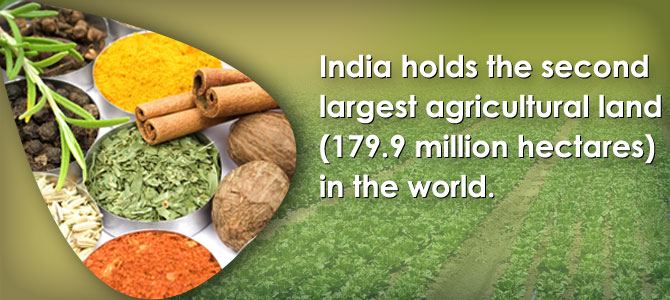 India holds the second
largest agricultural land
(179.9 million hectares)
in the world.